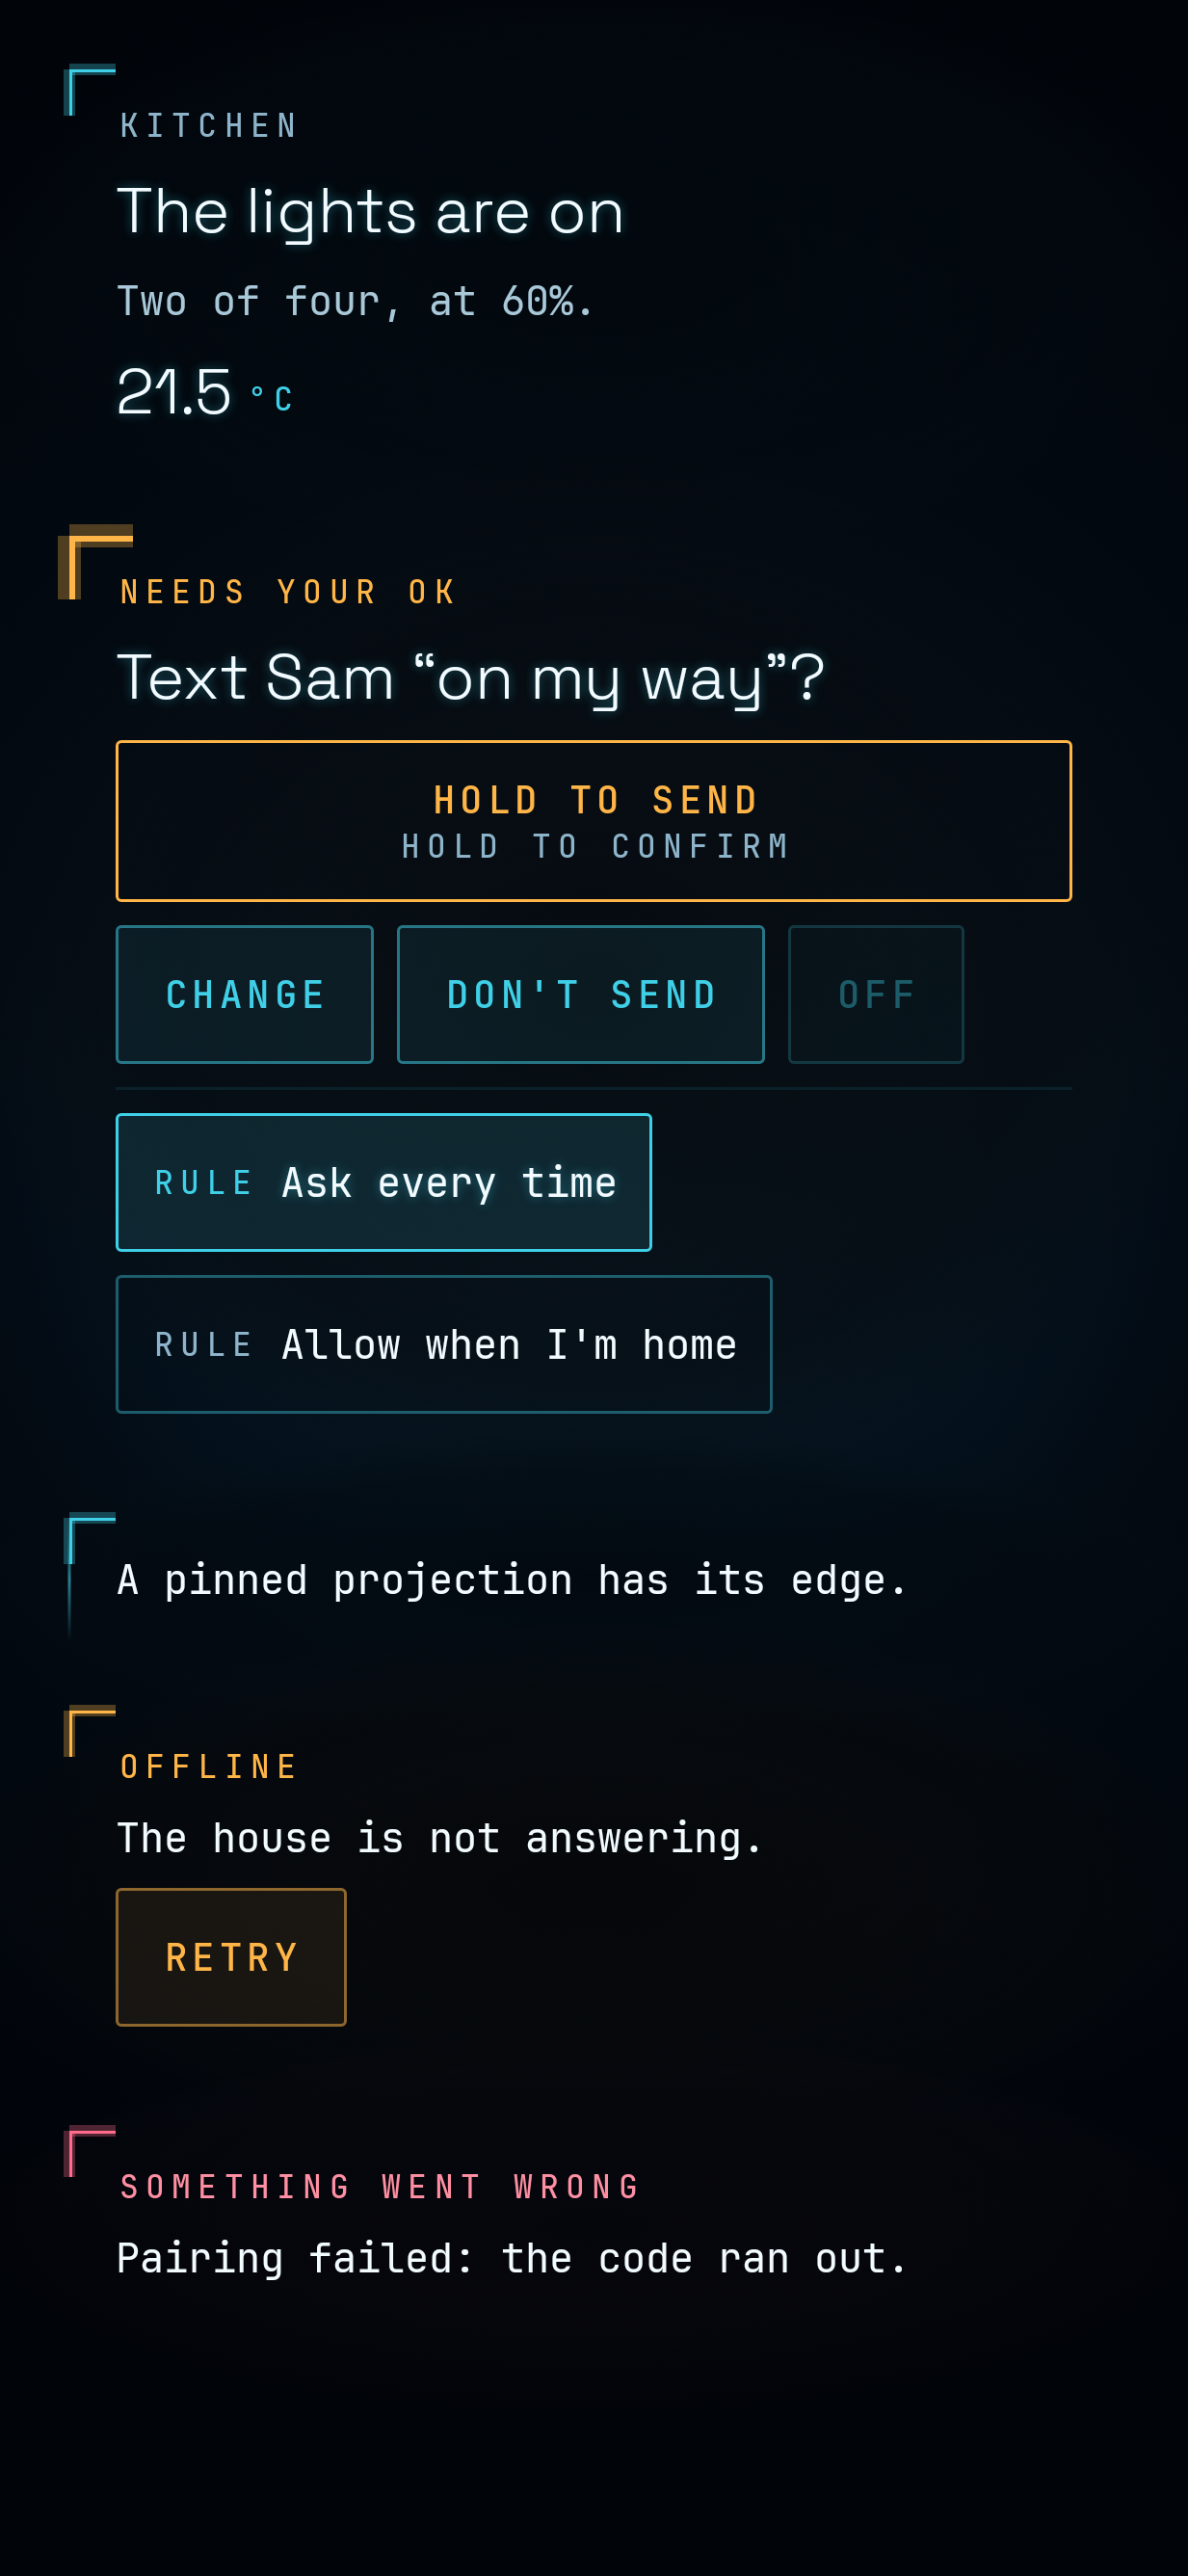 KITCHEN
The lights are on
Two of four, at 60%.
21.5 °C
NEEDS YOUR OK
Text Sam “on my way”?
HOLD TO SEND
HOLD TO CONFIRM
CHANGE DON'T SEND OFF
RULE Ask every time
RULE Allow when I'm home
A pinned projection has its edge.
OFFLINE
The house is not answering.
RETRY
SOMETHING WENT WRONG
Pairing failed: the code ran out.